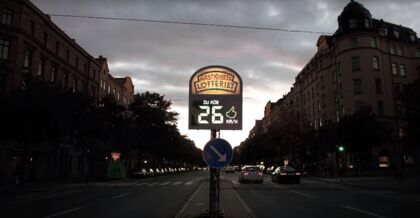 HASTIGHETS
LOTTERIET
DU KÖR
26
KM/H